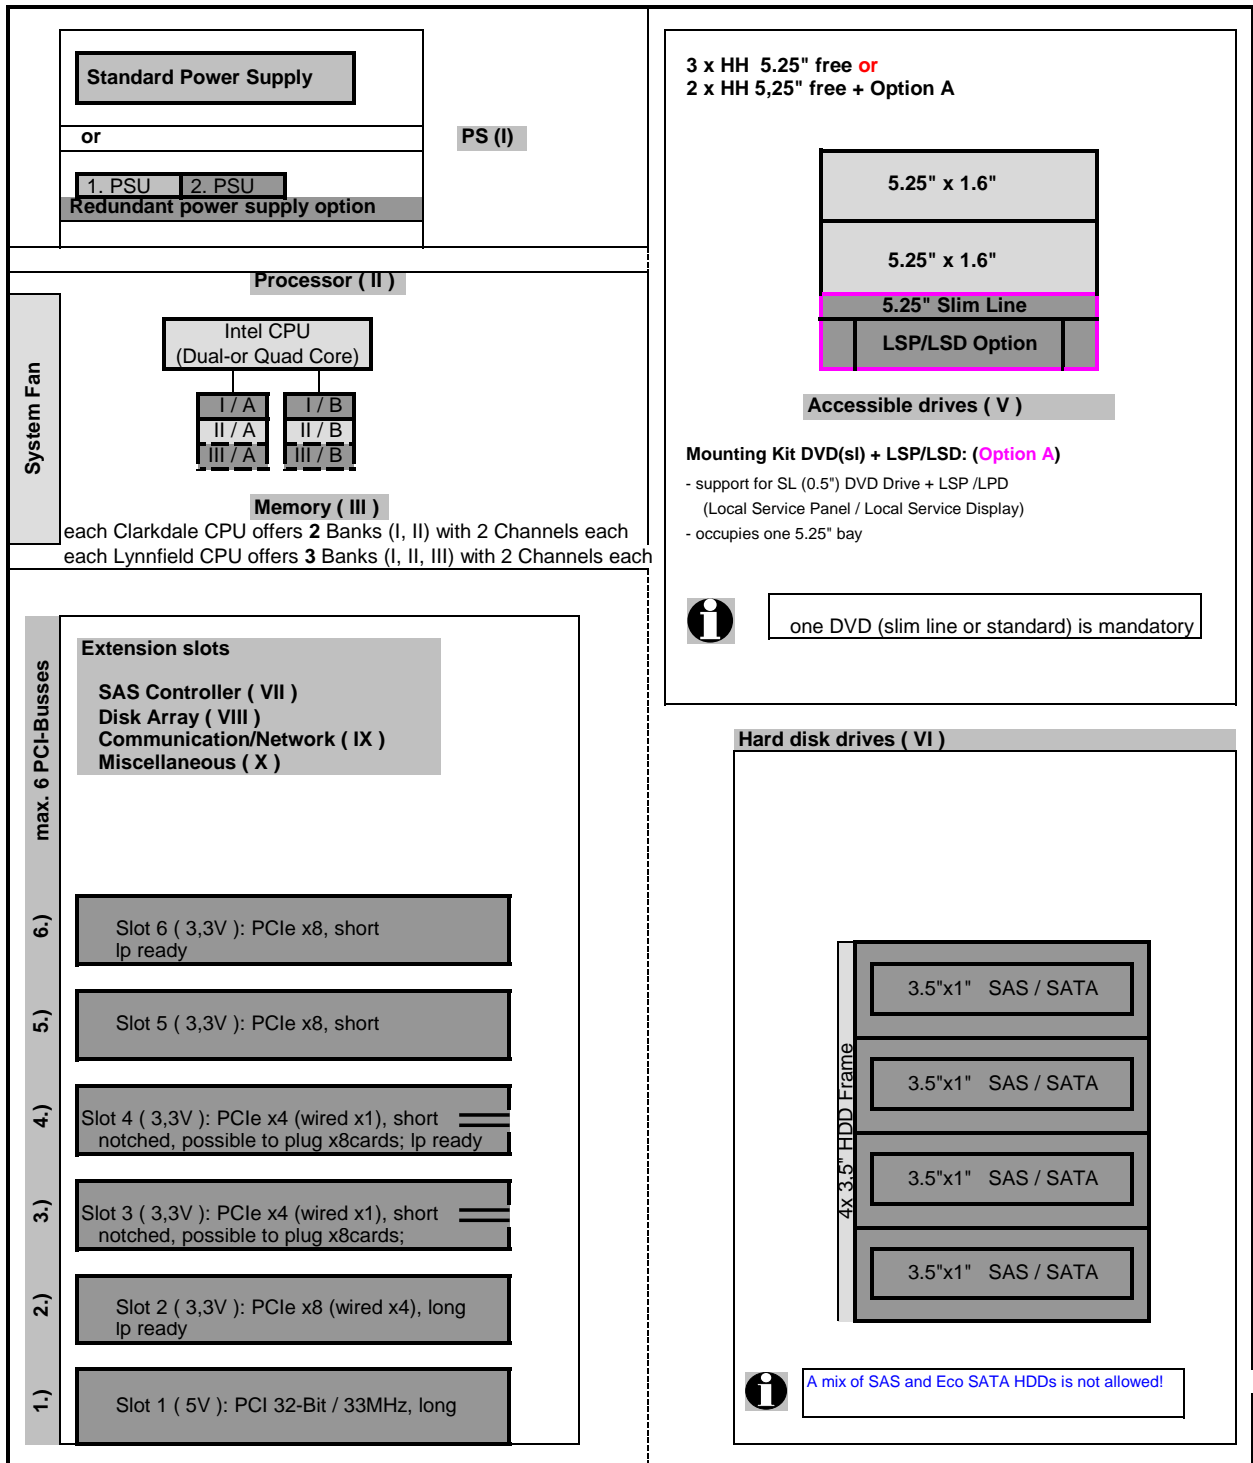 Standard Power Supply
or
PS (I)
1. PSU
2. PSU
Redundant power supply option
Processor ( II )
System Fan
Intel CPU
(Dual-or Quad Core)
I / A
I / B
II / A
II / B
III / A
III / B
Memory ( III )
each Clarkdale CPU offers 2 Banks (I, II) with 2 Channels each
each Lynnfield CPU offers 3 Banks (I, II, III) with 2 Channels each
max. 6 PCI-Busses
Extension slots
SAS Controller ( VII )
Disk Array ( VIII )
Communication/Network ( IX )
Miscellaneous ( X )
6.)
Slot 6 ( 3,3V ): PCIe x8, short
lp ready
5.)
Slot 5 ( 3,3V ): PCIe x8, short
4.)
Slot 4 ( 3,3V ): PCIe x4 (wired x1), short
notched, possible to plug x8cards; lp ready
3.)
Slot 3 ( 3,3V ): PCIe x4 (wired x1), short
notched, possible to plug x8cards;
2.)
Slot 2 ( 3,3V ): PCIe x8 (wired x4), long
lp ready
1.)
Slot 1 ( 5V ): PCI 32-Bit / 33MHz, long
3 x HH 5.25" free or
2 x HH 5,25" free + Option A
5.25" x 1.6"
5.25" x 1.6"
5.25" Slim Line
LSP/LSD Option
Accessible drives ( V )
Mounting Kit DVD(sl) + LSP/LSD: (Option A)
- support for SL (0.5") DVD Drive + LSP /LPD
(Local Service Panel / Local Service Display)
- occupies one 5.25" bay
i
one DVD (slim line or standard) is mandatory
Hard disk drives ( VI )
4x 3,5" HDD Frame
3.5"x1" SAS / SATA
3.5"x1" SAS / SATA
3.5"x1" SAS / SATA
3.5"x1" SAS / SATA
i
A mix of SAS and Eco SATA HDDs is not allowed!